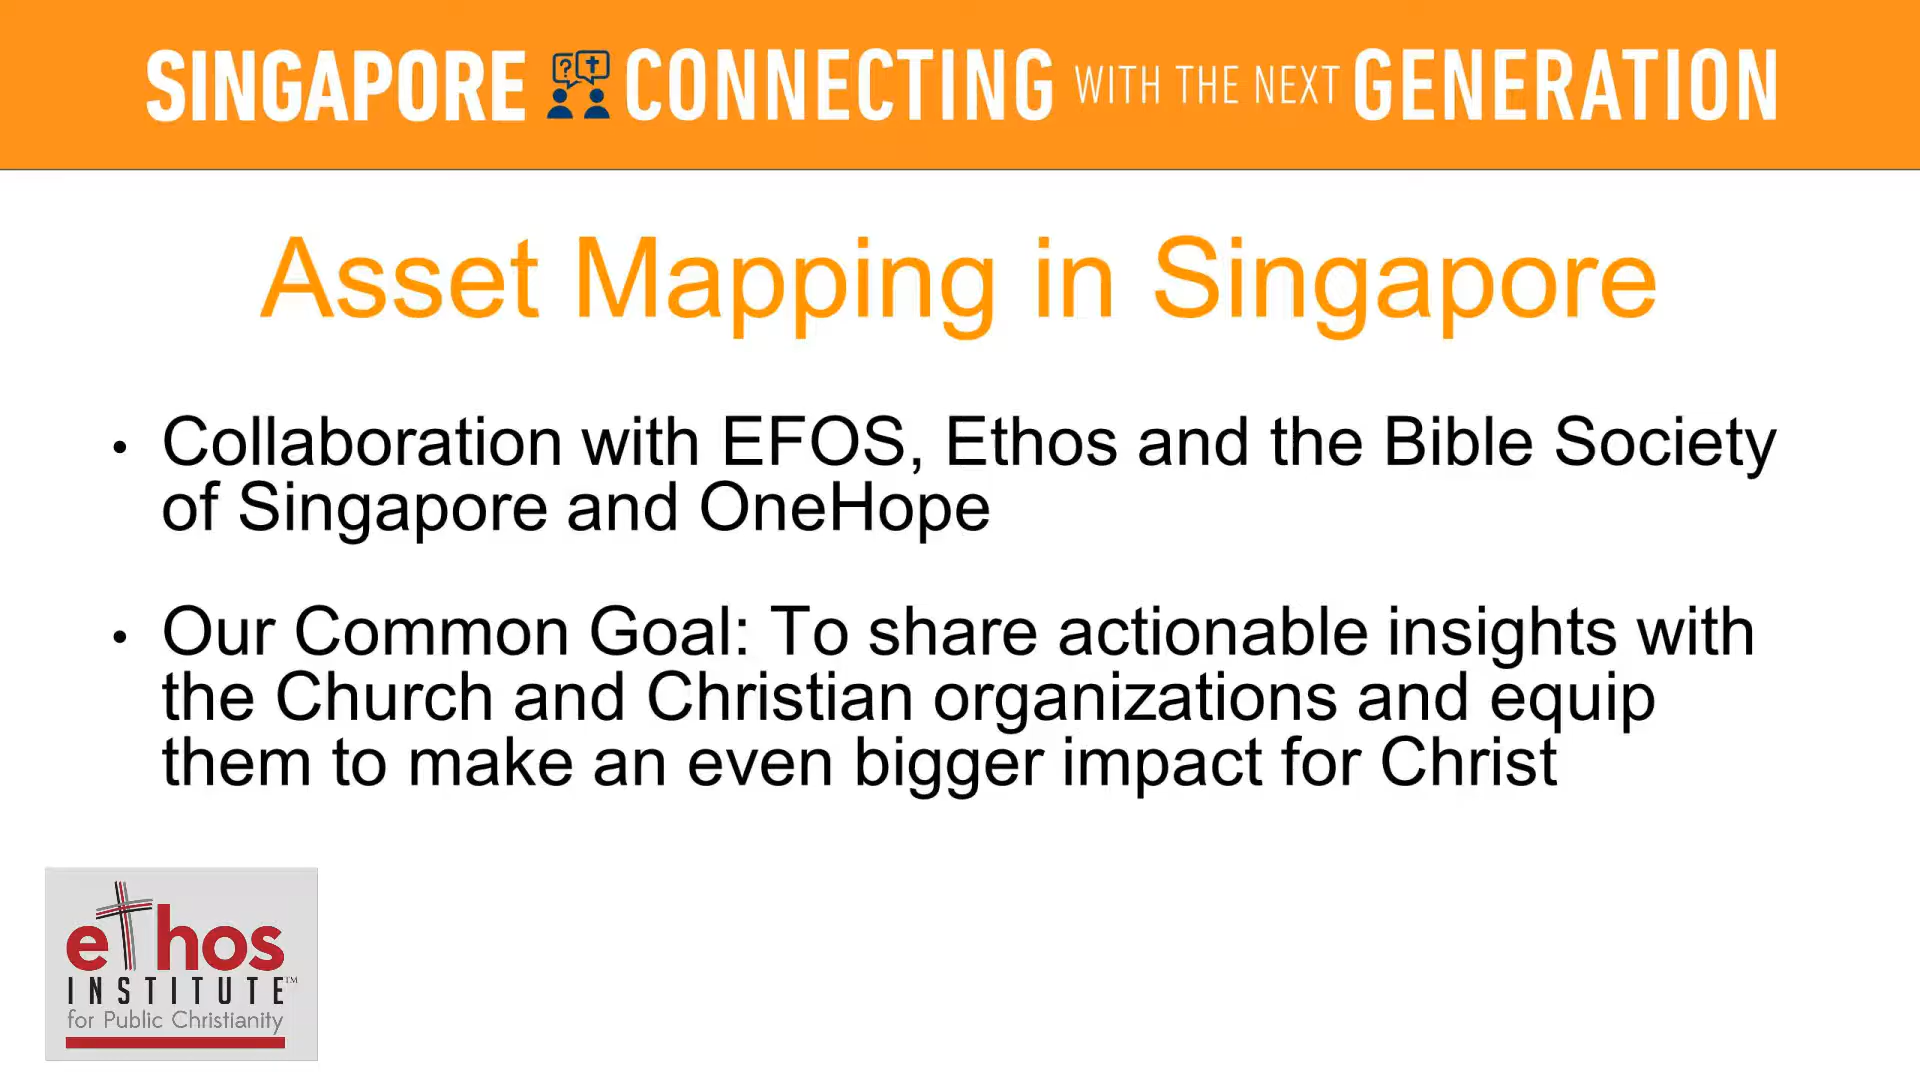 SINGAPORE ? CONNECTING WITH THE NEXT GENERATION
Asset Mapping in Singapore
• Collaboration with EFOS, Ethos and the Bible Society
of Singapore and OneHope
• Our Common Goal: To share actionable insights with
the Church and Christian organizations and equip
them to make an even bigger impact for Christ
ethos
INSTITUTE™
for Public Christianity